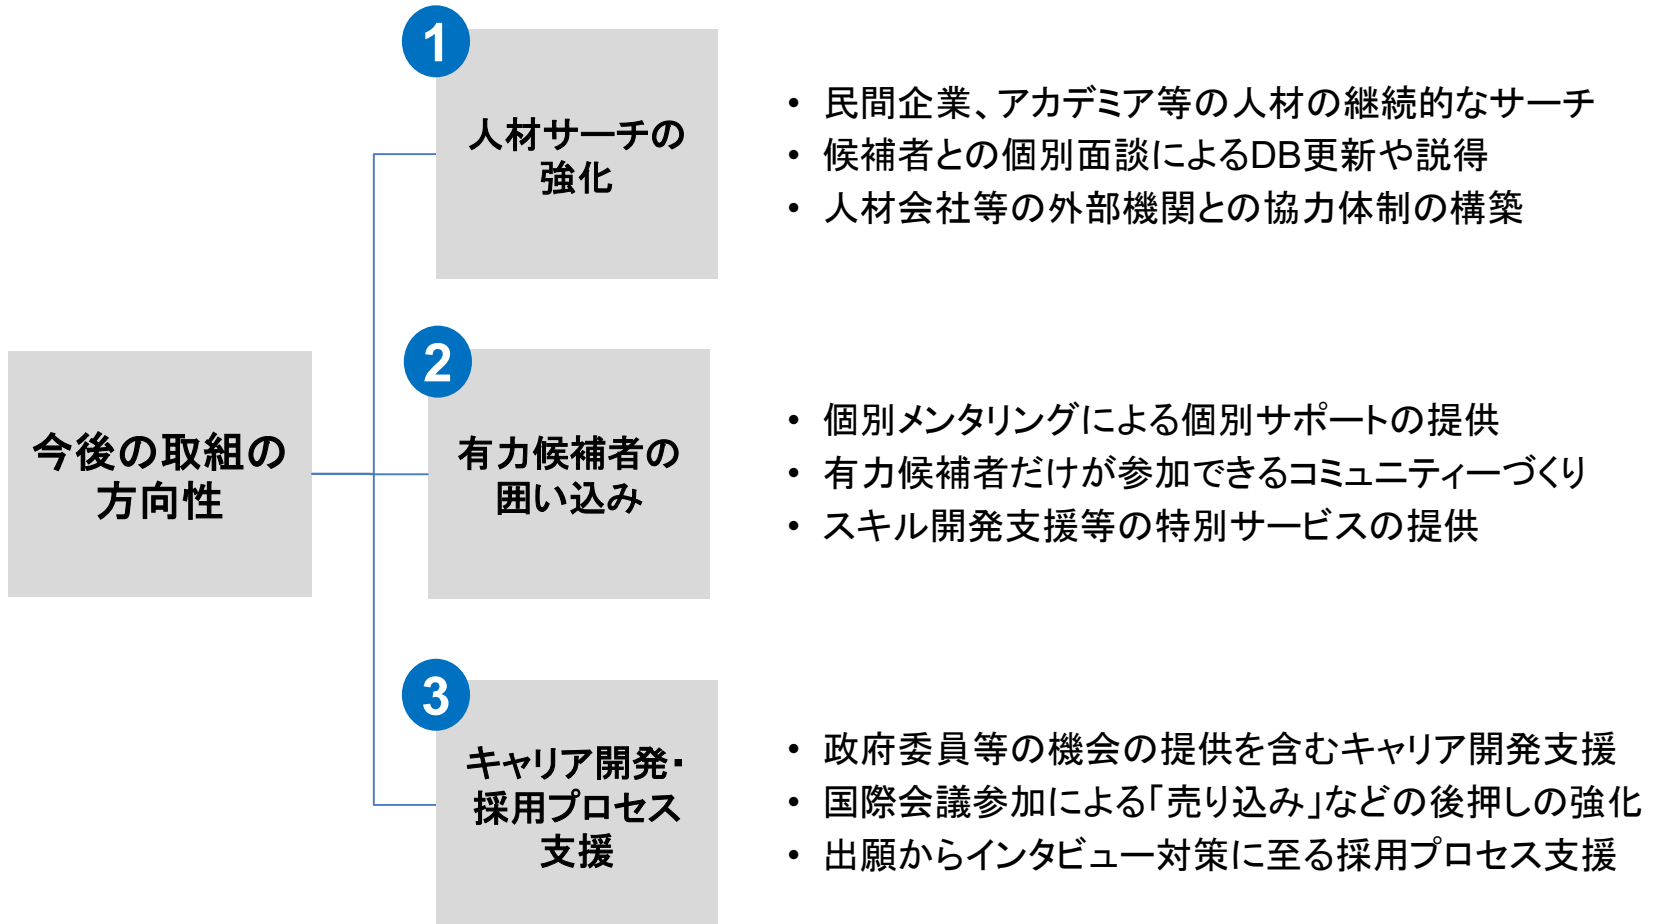 1
人材サーチの
強化
• 民間企業、アカデミア等の人材の継続的なサーチ
• 候補者との個別面談によるDB更新や説得
• 人材会社等の外部機関との協力体制の構築
今後の取組の
方向性
2
有力候補者の
囲い込み
• 個別メンタリングによる個別サポートの提供
• 有力候補者だけが参加できるコミュニティーづくり
• スキル開発支援等の特別サービスの提供
3
キャリア開発・
採用プロセス
支援
• 政府委員等の機会の提供を含むキャリア開発支援
• 国際会議参加による「売り込み」などの後押しの強化
• 出願からインタビュー対策に至る採用プロセス支援